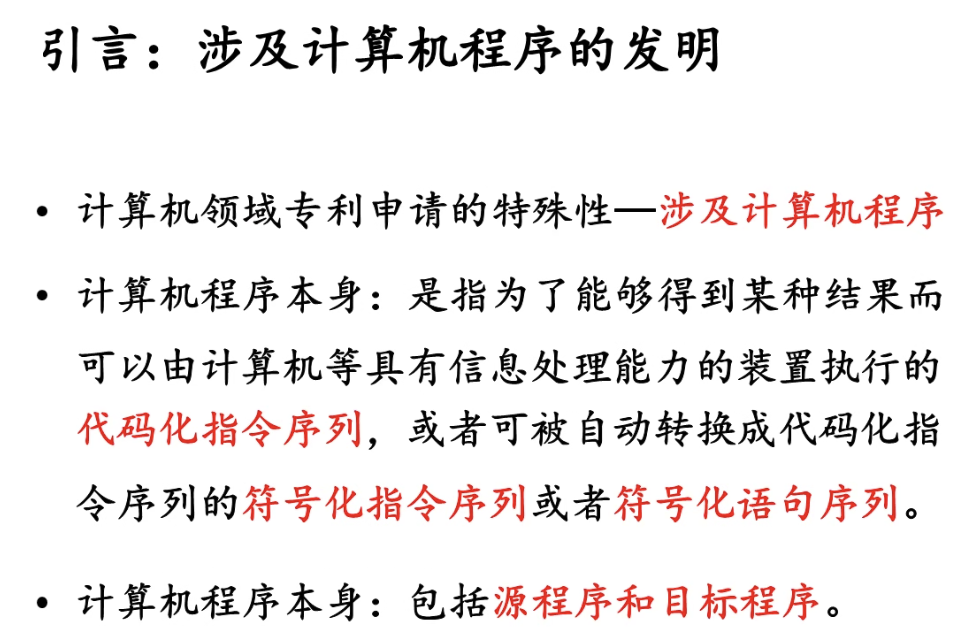 引言：涉及计算机程序的发明
• 计算机领域专利申请的特殊性—涉及计算机程序
• 计算机程序本身：是指为了能够得到某种结果而
可以由计算机等具有信息处理能力的装置执行的
代码化指令序列，或者可被自动转换成代码化指
令序列的符号化指令序列或者符号化语句序列。
• 计算机程序本身：包括源程序和目标程序。